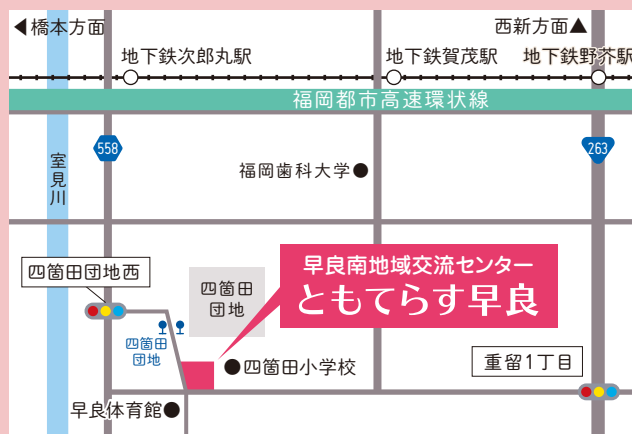 ◀橋本方面
西新方面▲
地下鉄次郎丸駅
地下鉄賀茂駅
地下鉄野芥駅
福岡都市高速環状線
558
263
室見川
福岡歯科大学●
四箇田団地西
四箇田
団地
早良南地域交流センター
ともてらす早良
四箇田
団地
●四箇田小学校
重留1丁目
早良体育館●